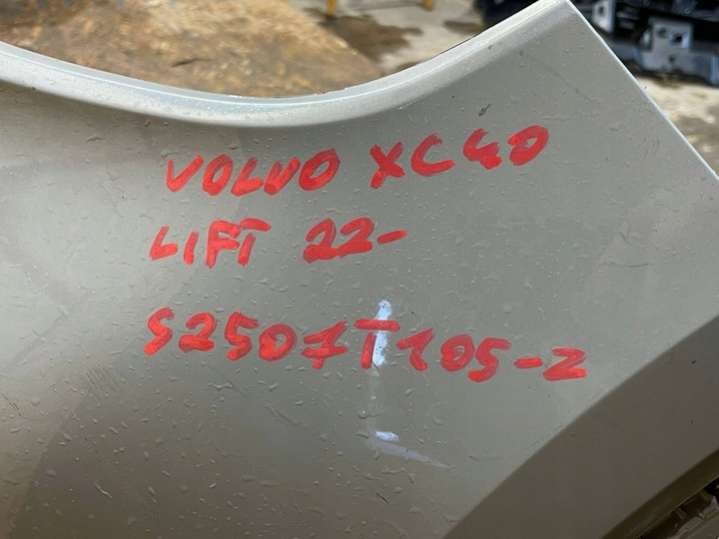 VOLVO XC40
LIFT 22-
S2507T105-2